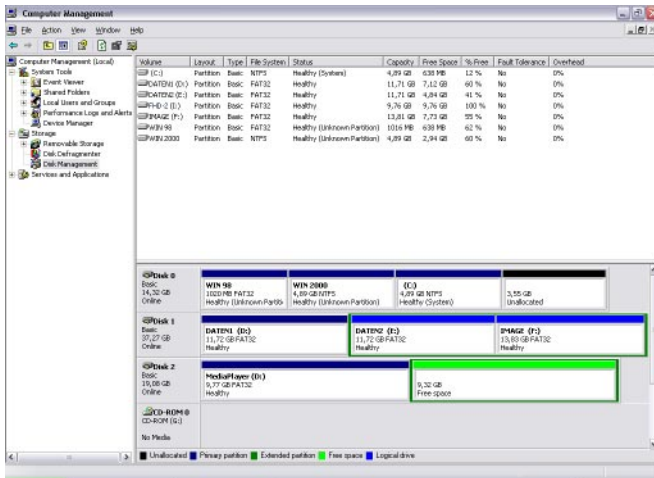 Computer Management
File Action View Window Help
Computer Management (Local)
System Tools
Event Viewer
Shared Folders
Local Users and Groups
Performance Logs and Alerts
Device Manager
Storage
Removable Storage
Disk Defragmenter
Disk Management
Services and Applications
Volume Layout Type File System Status Capacity Free Space % Free Fault Tolerance Overhead
(C:) Partition Basic NTFS Healthy (System) 4,89 GB 638 MB 12 % No 0%
DATEN1 (D:) Partition Basic FAT32 Healthy 11,71 GB 7,12 GB 60 % No 0%
DATEN2 (E:) Partition Basic FAT32 Healthy 11,71 GB 4,84 GB 41 % No 0%
Partition Basic FAT32 Healthy 9,76 GB 9,76 GB 100 % No 0%
IMAGE (F:) Partition Basic FAT32 Healthy 13,81 GB 7,73 GB 55 % No 0%
WIN 98 Partition Basic FAT32 Healthy (Unknown Partition) 1016 MB 638 MB 62 % No 0%
WIN 2000 Partition Basic NTFS Healthy (Unknown Partition) 4,89 GB 2,94 GB 60 % No 0%
Disk 0
Basic
14,32 GB
Online
WIN 98
1020 MB FAT32
Healthy (Unknown Partiti
WIN 2000
4,89 GB NTFS
Healthy (Unknown Partition)
(C:)
4,89 GB NTFS
Healthy (System)
3,55 GB
Unallocated
Disk 1
Basic
37,27 GB
Online
DATEN1 (D:)
11,72 GB FAT32
Healthy
DATEN2 (E:)
11,72 GB FAT32
Healthy
IMAGE (F:)
13,83 GB FAT32
Healthy
Disk 2
Basic
19,08 GB
Online
MediaPlayer
9,77 GB FAT32
Healthy
9,32 GB
Free space
CD-ROM 0
CD-ROM (G:)
No Media
Unallocated Primary partition Extended partition Free space Logical drive